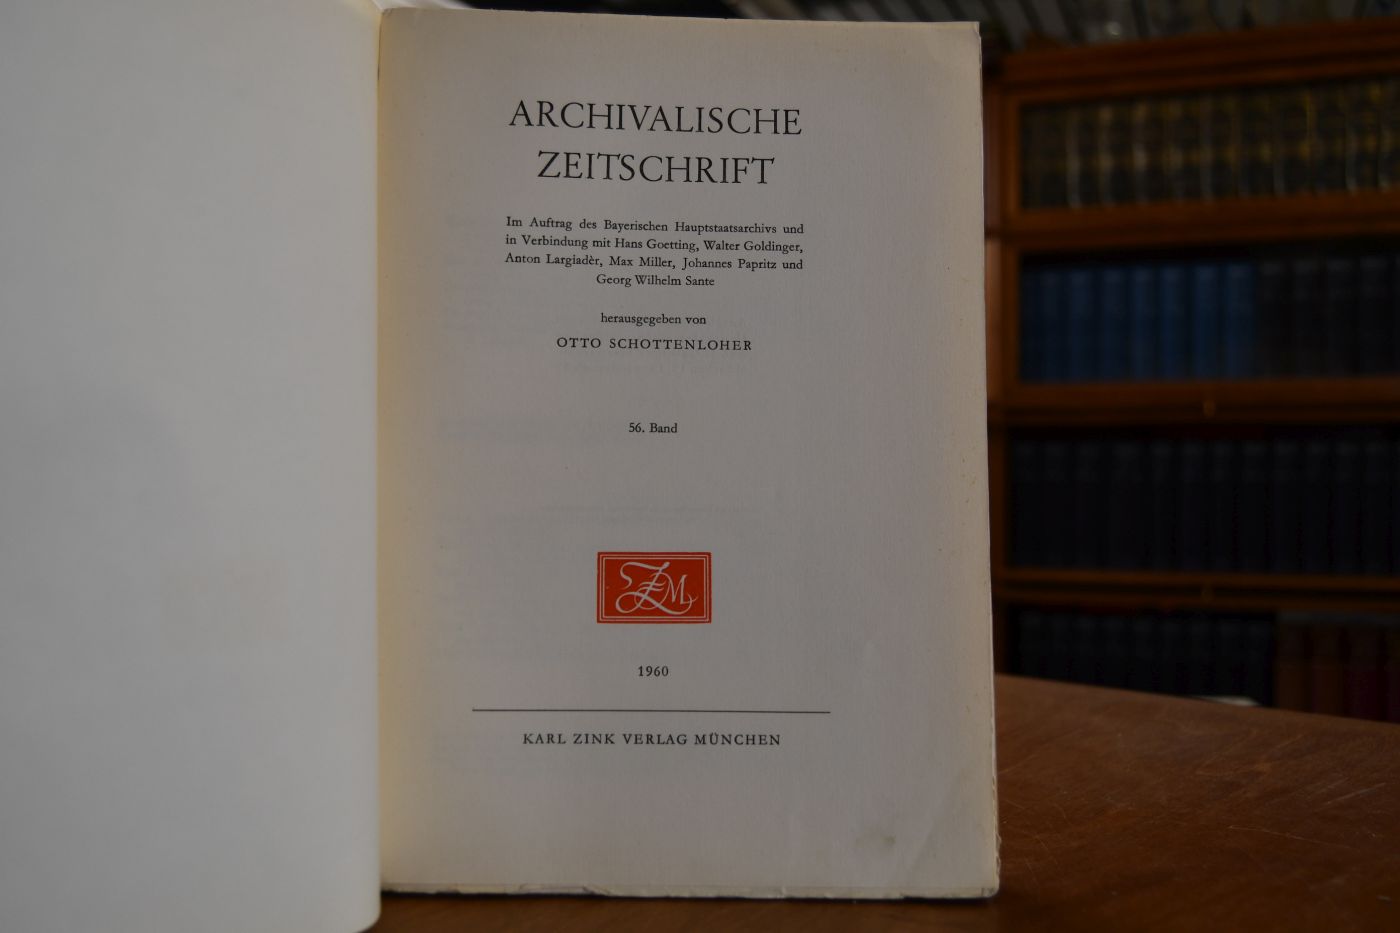 ARCHIVALISCHE
ZEITSCHRIFT
Im Auftrag des Bayerischen Hauptstaatsarchivs und
in Verbindung mit Hans Goetting, Walter Goldinger,
Anton Largiadèr, Max Miller, Johannes Papritz und
Georg Wilhelm Sante
herausgegeben von
OTTO SCHOTTENLOHER
56. Band
ZM
1960
KARL ZINK VERLAG MÜNCHEN